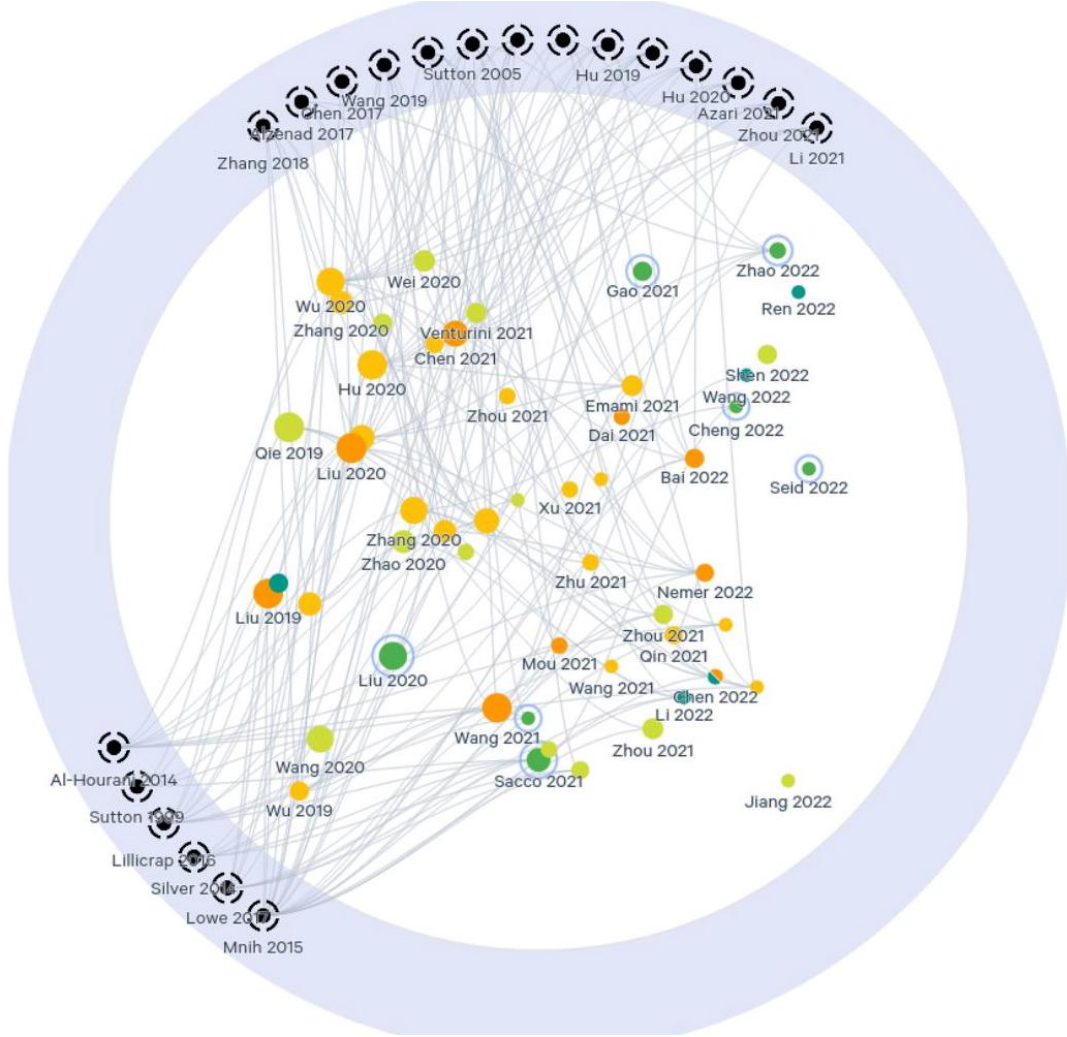 Sutton 2005
Hu 2019
Wang 2019
Hu 2020
Chen 2017
Azari 2021
Alzenad 2017
Zhou 2021
Zhang 2018
Li 2021
Zhao 2022
Wei 2020
Gao 2021
Wu 2020
Ren 2022
Zhang 2020
Venturini 2021
Chen 2021
Shen 2022
Hu 2020
Wang 2022
Zhou 2021
Emami 2021
Cheng 2022
Dai 2021
Qie 2019
Liu 2020
Bai 2022
Seid 2022
Xu 2021
Zhang 2020
Zhao 2020
Zhu 2021
Nemer 2022
Liu 2019
Zhou 2021
Qin 2021
Mou 2021
Liu 2020
Wang 2021
Chen 2022
Li 2022
Wang 2021
Zhou 2021
Wang 2020
Al-Hourani 2014
Sacco 2021
Jiang 2022
Wu 2019
Sutton 1999
Lillicrap 2016
Silver 2014
Lowe 2017
Mnih 2015